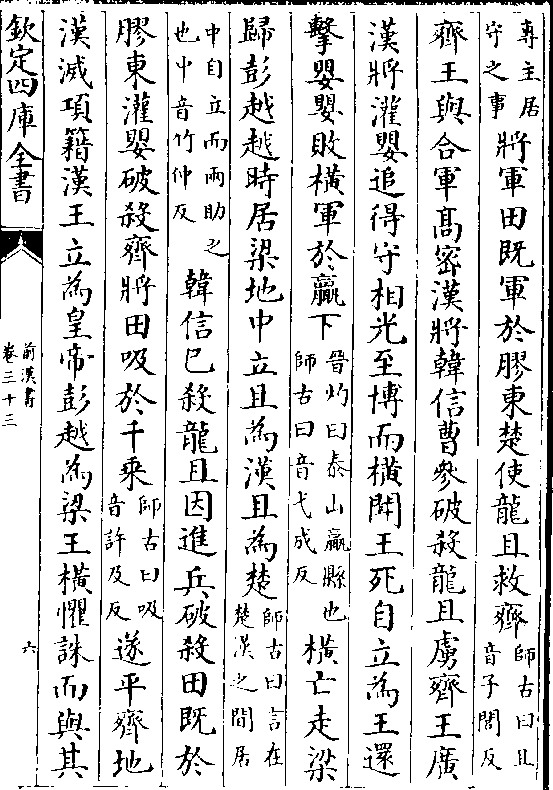 專主居守之事將軍田既軍於膠東楚使龍且救齊師古曰且音子閭反
齊王與合軍髙密漢將韓信曹參破殺龍且虜齊王廣
漢將灌嬰追得守相光至博而橫聞王死自立為王還
擊嬰嬰敗橫軍於嬴下晉灼曰泰山嬴縣也師古曰音弋成反橫亡走梁
歸彭越越時居梁地中立且為漢且為楚師古曰言在楚漢之間居
中自立而兩助之也中音竹仲反韓信已殺龍且因進兵破殺田既於
膠東灌嬰破殺齊將田吸於千乘師古曰吸音許及反遂平齊地
漢滅項籍漢王立為皇帝彭越為梁王橫懼誅而與其
欽定四庫全書
前漢書
卷三十三
六